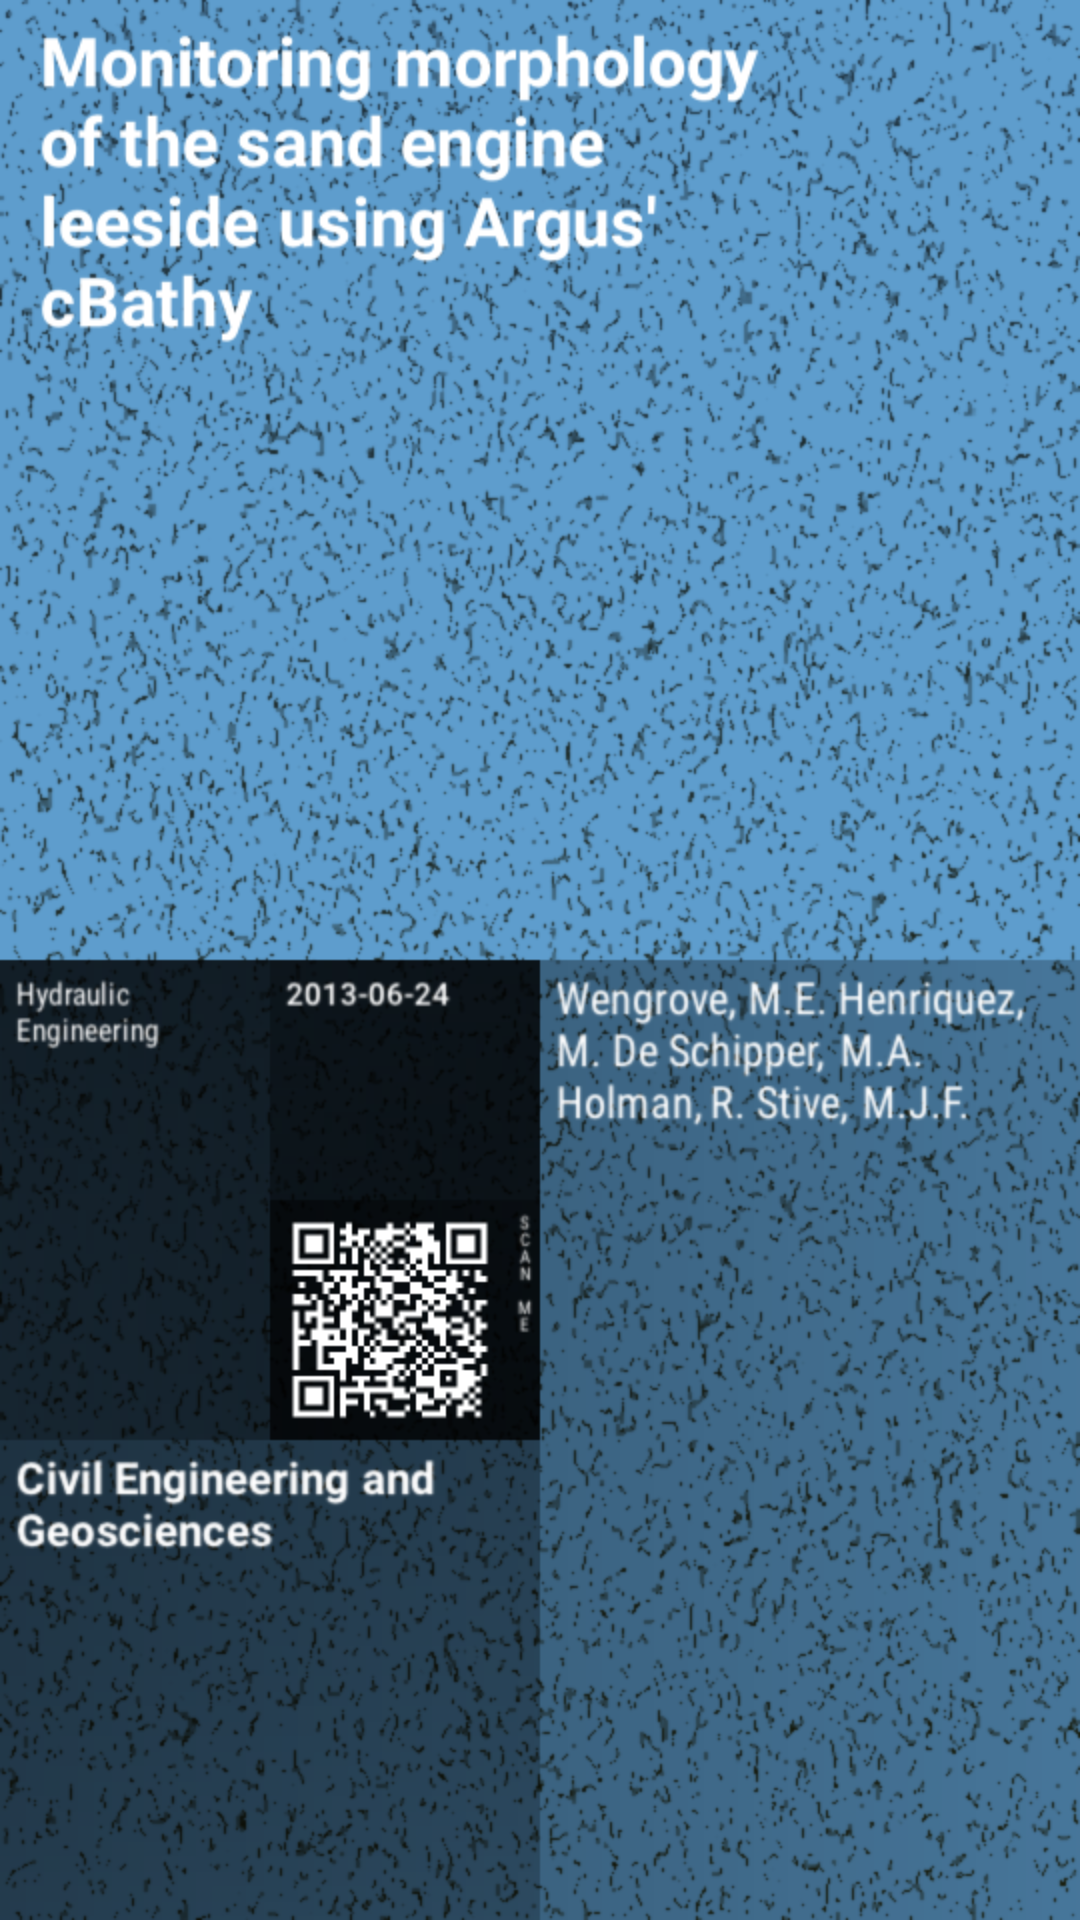 Monitoring morphology
of the sand engine
leeside using Argus'
cBathy
Hydraulic
Engineering
2013-06-24
Wengrove, M.E. Henriquez,
M. De Schipper, M.A.
Holman, R. Stive, M.J.F.
SCAN ME
Civil Engineering and
Geosciences